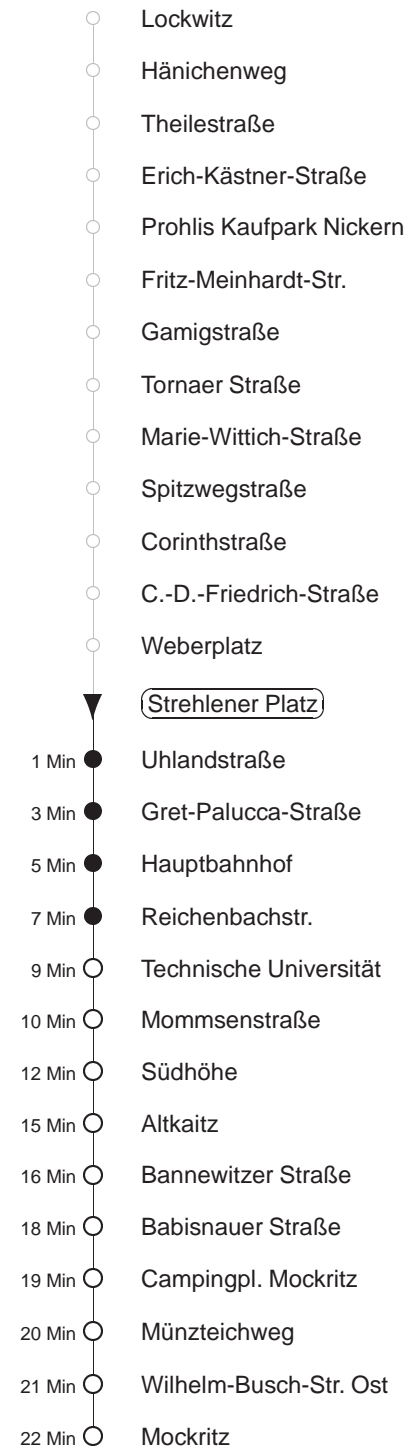 Lockwitz
Hänichenweg
Theilestraße
Erich-Kästner-Straße
Prohlis Kaufpark Nickern
Fritz-Meinhardt-Str.
Gamigstraße
Tornaer Straße
Marie-Wittich-Straße
Spitzwegstraße
Corinthstraße
C.-D.-Friedrich-Straße
Weberplatz
Strehlener Platz
1 Min Uhlandstraße
3 Min Gret-Palucca-Straße
5 Min Hauptbahnhof
7 Min Reichenbachstr.
9 Min Technische Universität
10 Min Mommsenstraße
12 Min Südhöhe
15 Min Altkaitz
16 Min Bannewitzer Straße
18 Min Babisnauer Straße
19 Min Campingpl. Mockritz
20 Min Münzteichweg
21 Min Wilhelm-Busch-Str. Ost
22 Min Mockritz